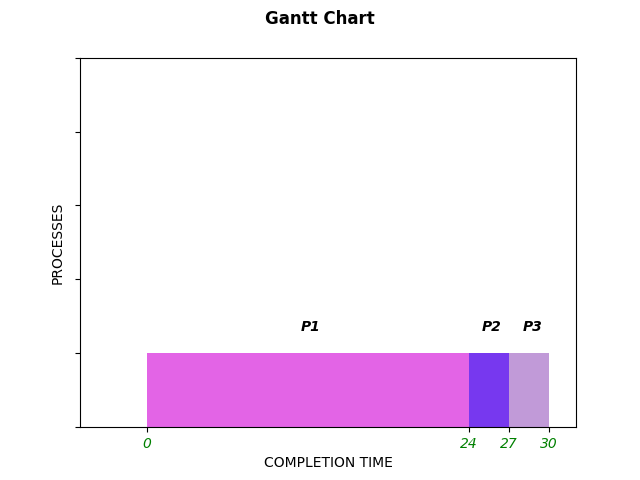 Gantt Chart
PROCESSES
P1 P2 P3
0 24 27 30
COMPLETION TIME